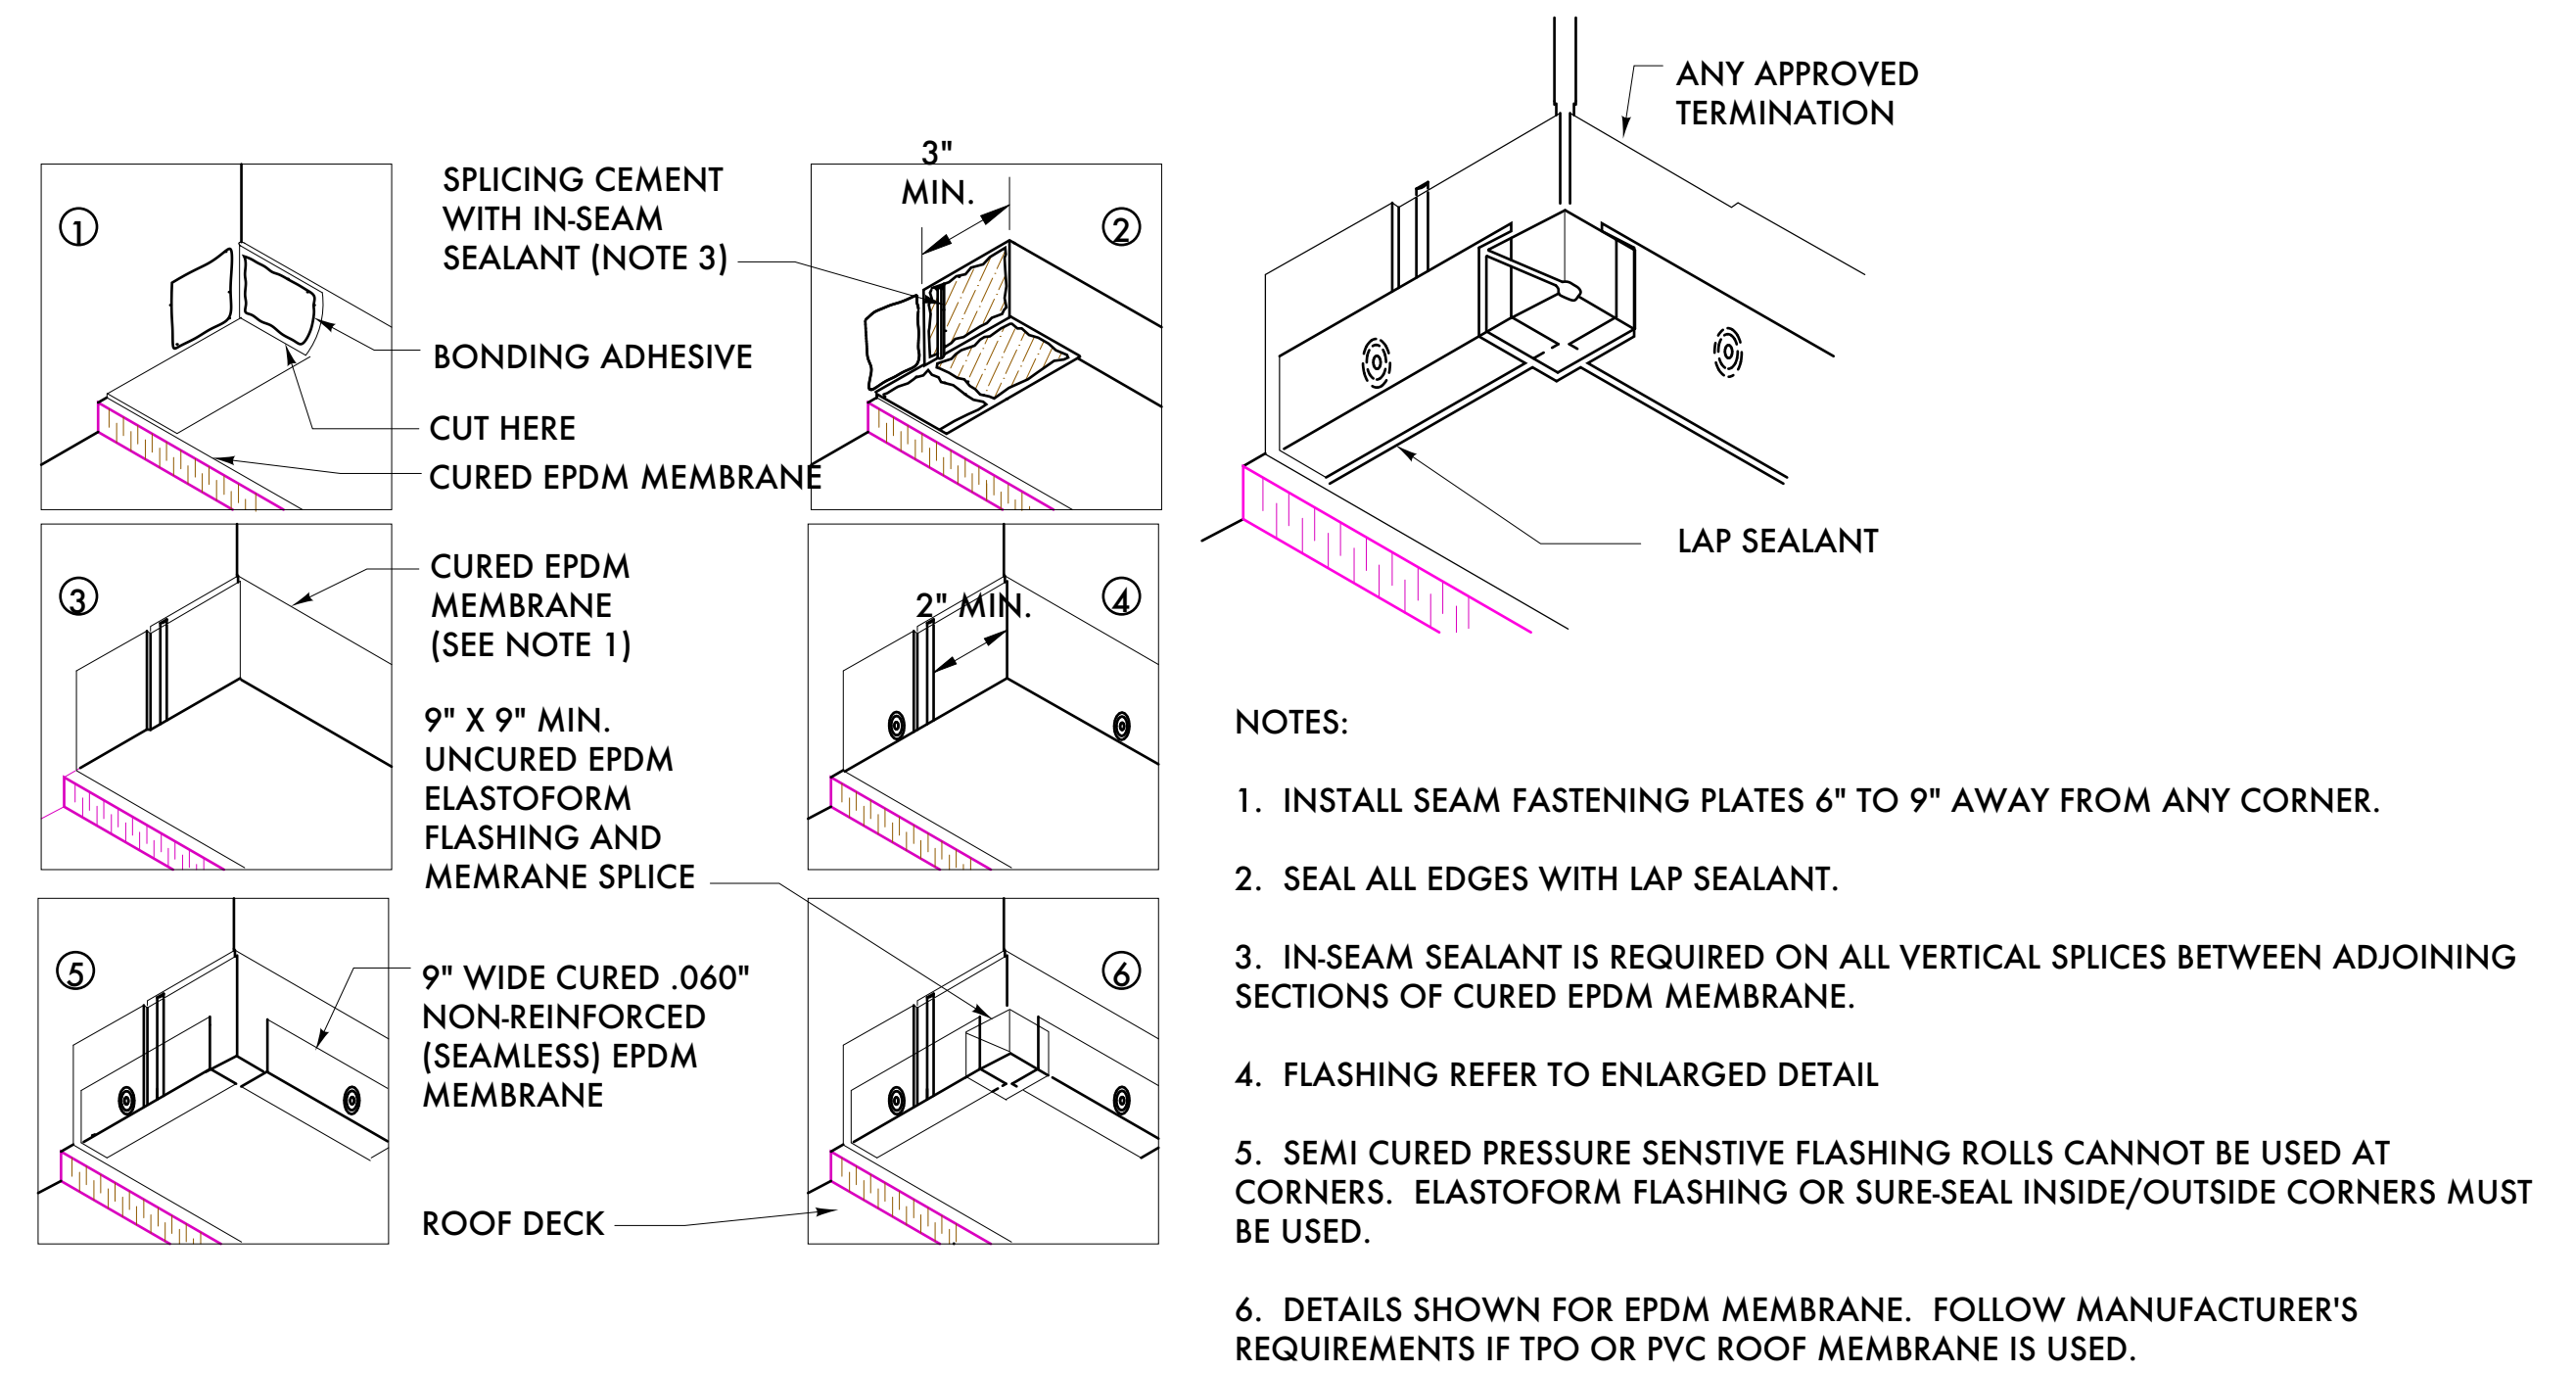 1
SPLICING CEMENT
WITH IN-SEAM
SEALANT (NOTE 3)
BONDING ADHESIVE
CUT HERE
CURED EPDM MEMBRANE
3"
MIN.
2
3
CURED EPDM
MEMBRANE
(SEE NOTE 1)
2" MIN.
4
9" X 9" MIN.
UNCURED EPDM
ELASTOFORM
FLASHING AND
MEMRANE SPLICE
5
9" WIDE CURED .060"
NON-REINFORCED
(SEAMLESS) EPDM
MEMBRANE
6
ROOF DECK
ANY APPROVED
TERMINATION
LAP SEALANT
NOTES:
1. INSTALL SEAM FASTENING PLATES 6" TO 9" AWAY FROM ANY CORNER.
2. SEAL ALL EDGES WITH LAP SEALANT.
3. IN-SEAM SEALANT IS REQUIRED ON ALL VERTICAL SPLICES BETWEEN ADJOINING
SECTIONS OF CURED EPDM MEMBRANE.
4. FLASHING REFER TO ENLARGED DETAIL
5. SEMI CURED PRESSURE SENSTIVE FLASHING ROLLS CANNOT BE USED AT
CORNERS. ELASTOFORM FLASHING OR SURE-SEAL INSIDE/OUTSIDE CORNERS MUST
BE USED.
6. DETAILS SHOWN FOR EPDM MEMBRANE. FOLLOW MANUFACTURER'S
REQUIREMENTS IF TPO OR PVC ROOF MEMBRANE IS USED.